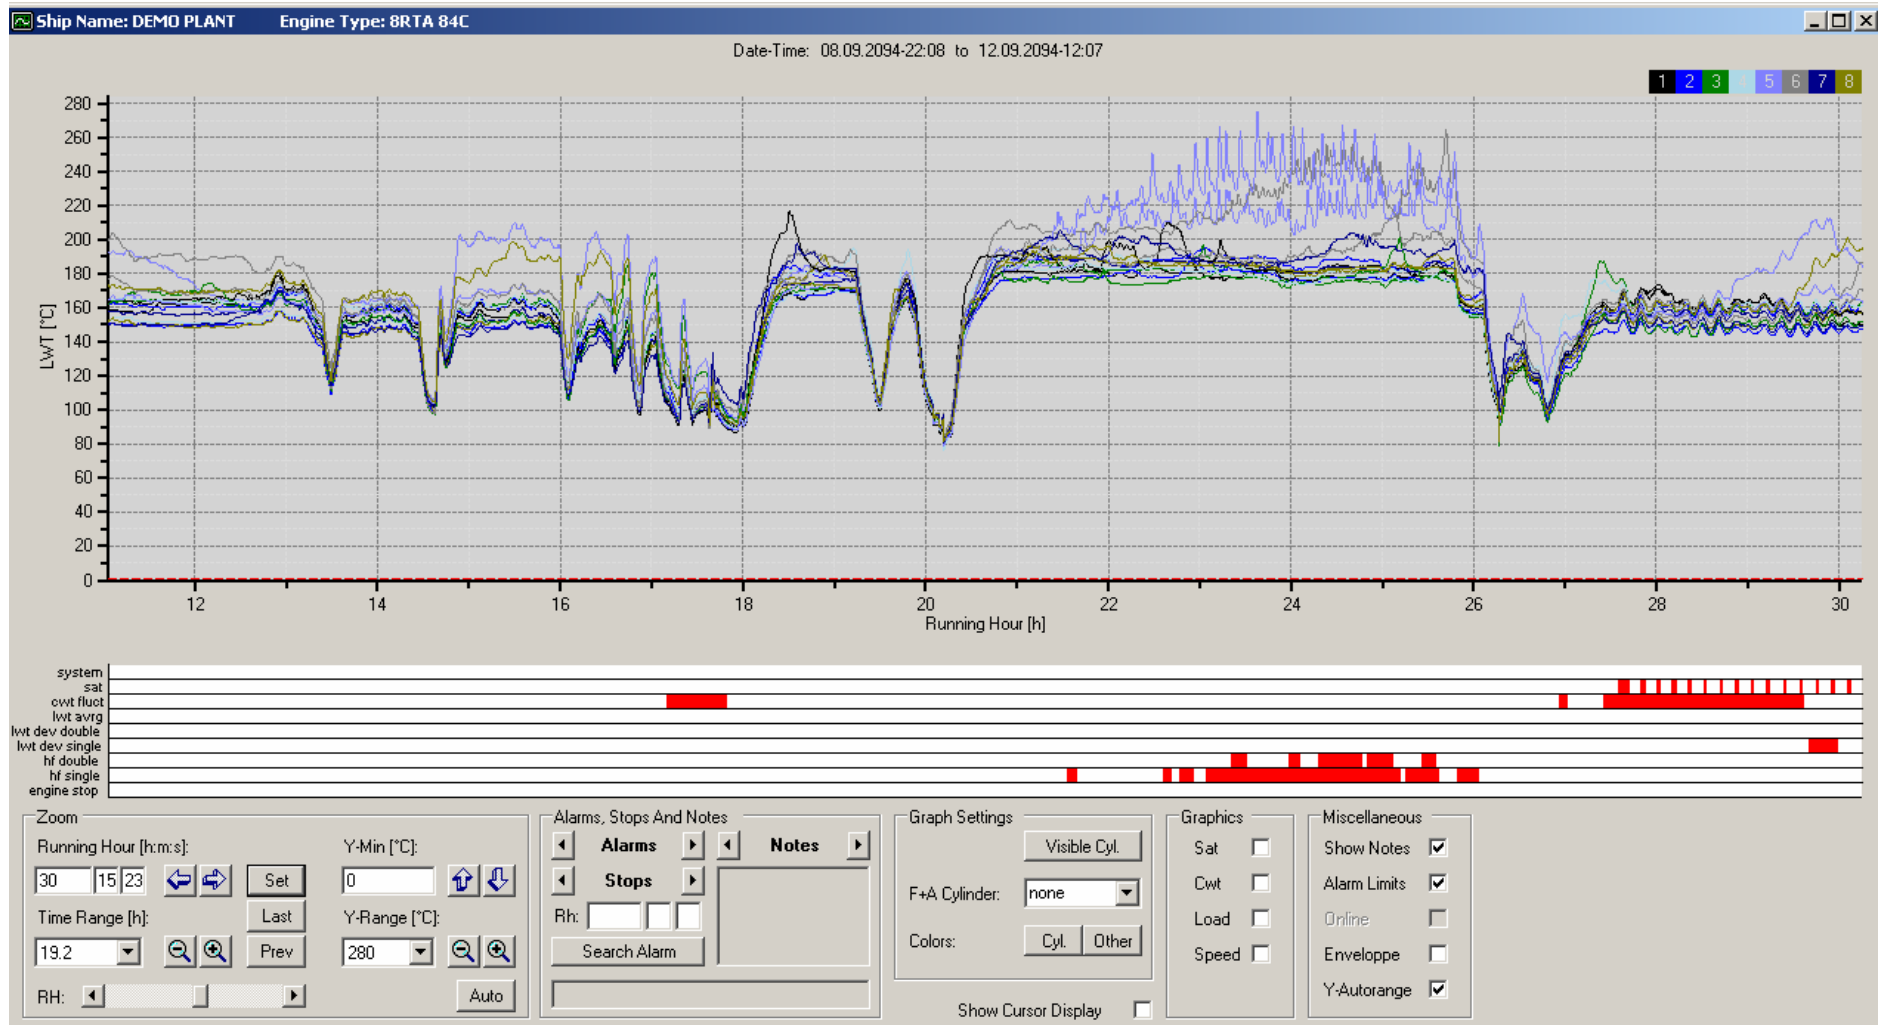 Ship Name: DEMO PLANT Engine Type: 8RTA 84C
Date-Time: 08.09.2094-22:08 to 12.09.2094-12:07
1 2 3 5 6 7 8
280
260
240
220
200
180
160
140
120
100
80
60
40
20
0
LWT [°C]
12 14 16 18 20 22 24 26 28 30
Running Hour [h]
system
sat
cwt fluct
lwt avrg
lwt dev double
lwt dev single
hf double
hf single
engine stop
Zoom
Running Hour [h:m:s]:
30 15 23
Set
Time Range [h]:
Last
19.2
Prev
RH:
Y-Min [°C]:
0
Y-Range [°C]:
280
Auto
Alarms, Stops And Notes
Alarms
Notes
Stops
Rh:
Search Alarm
Graph Settings
Visible Cyl.
F+A Cylinder: none
Colors: Cyl. Other
Show Cursor Display
Graphics
Sat
Cwt
Load
Speed
Miscellaneous
Show Notes
Alarm Limits
Online
Enveloppe
Y-Autorange